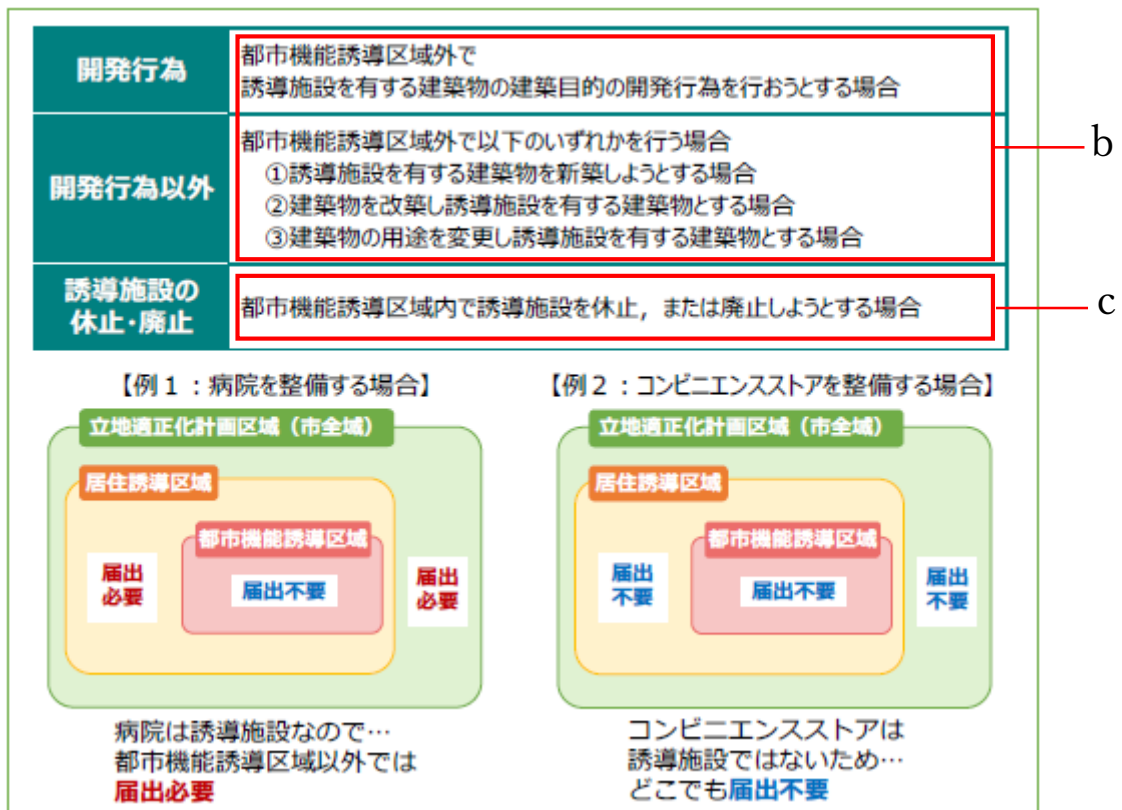 開発行為
都市機能誘導区域外で
誘導施設を有する建築物の建築目的の開発行為を行おうとする場合
開発行為以外
都市機能誘導区域外で以下のいずれかを行う場合
①誘導施設を有する建築物を新築しようとする場合
②建築物を改築し誘導施設を有する建築物とする場合
③建築物の用途を変更し誘導施設を有する建築物とする場合
b
誘導施設の
休止・廃止
都市機能誘導区域内で誘導施設を休止，または廃止しようとする場合
c
【例１：病院を整備する場合】
立地適正化計画区域（市全域）
居住誘導区域
都市機能誘導区域
届出
必要
届出不要
届出
必要
病院は誘導施設なので…
都市機能誘導区域以外では
届出必要
【例２：コンビニエンスストアを整備する場合】
立地適正化計画区域（市全域）
居住誘導区域
都市機能誘導区域
届出
不要
届出不要
届出
不要
コンビニエンスストアは
誘導施設ではないため…
どこでも届出不要